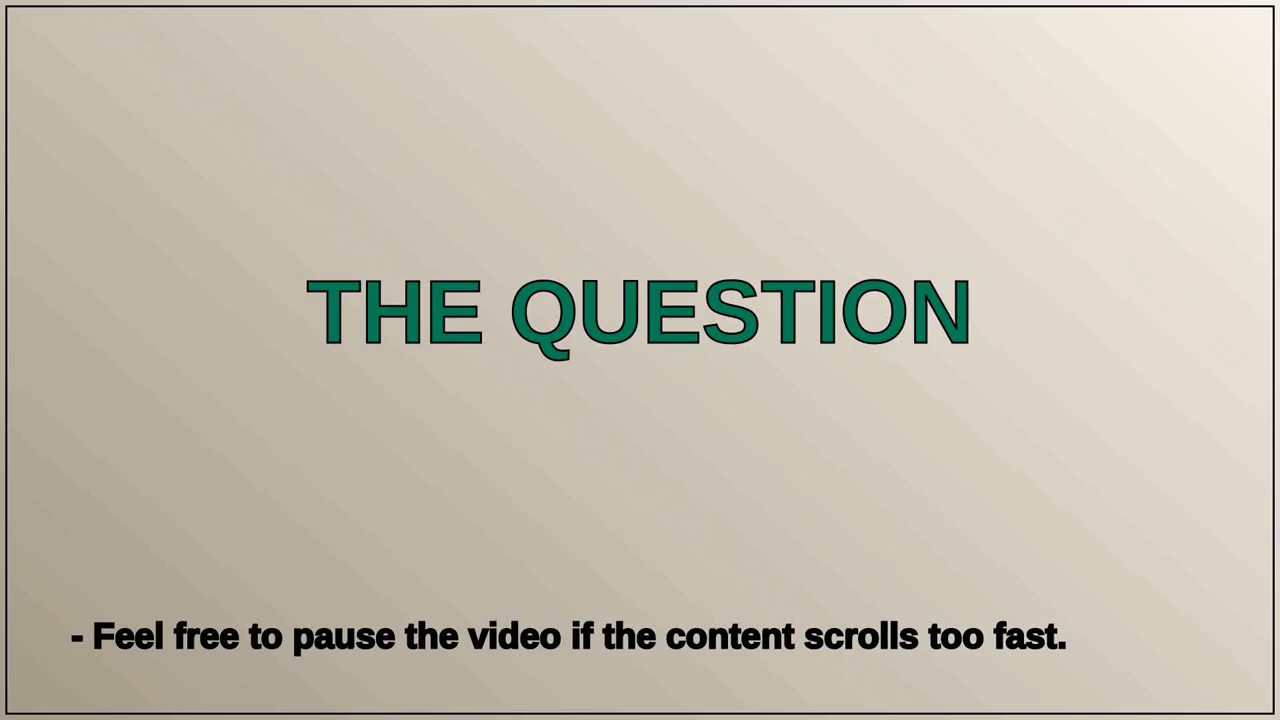 THE QUESTION
- Feel free to pause the video if the content scrolls too fast.